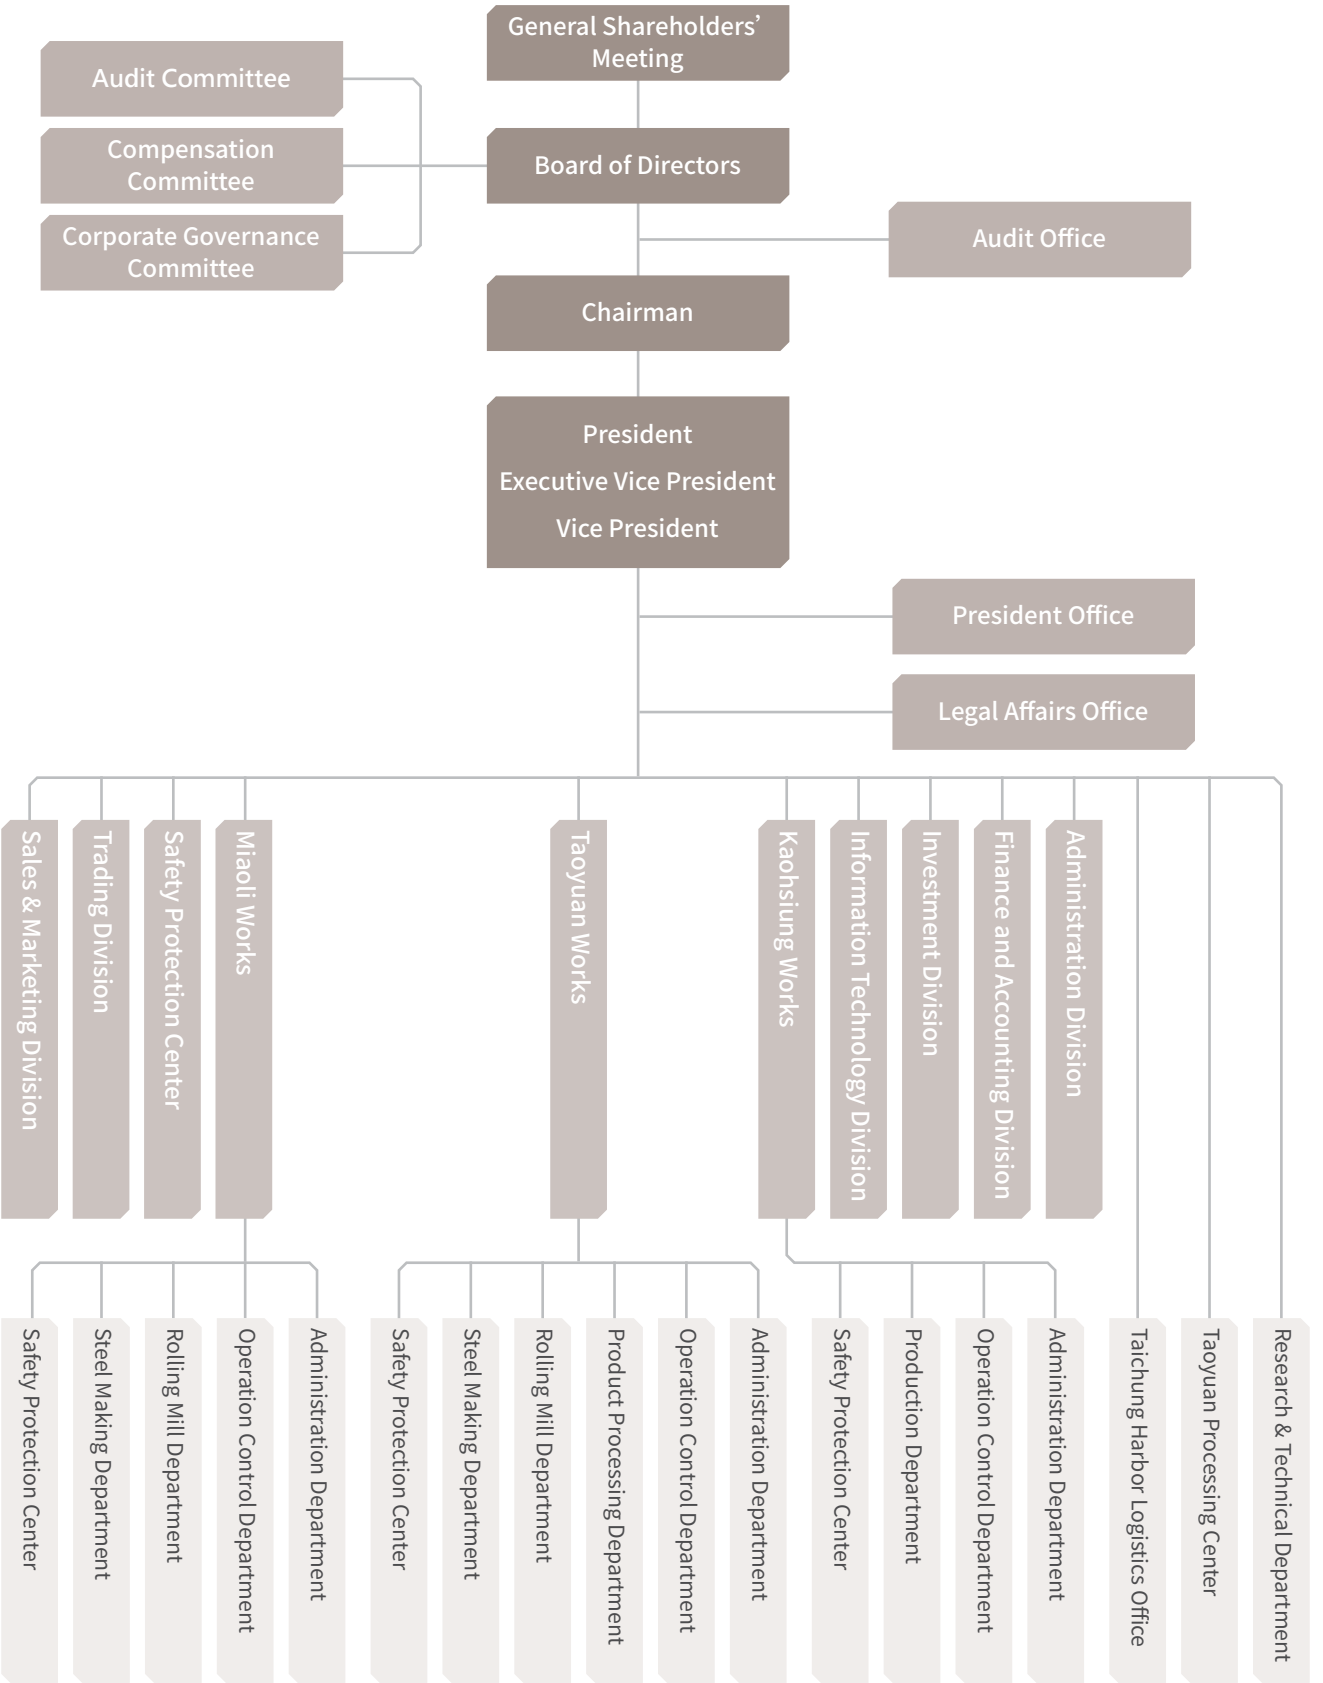 General Shareholders’
Meeting
Audit Committee
Compensation
Committee
Board of Directors
Corporate Governance
Committee
Audit Office
Chairman
President
Executive Vice President
Vice President
President Office
Legal Affairs Office
Sales & Marketing Division
Trading Division
Safety Protection Center
Miaoli Works
Taoyuan Works
Kaohsiung Works
Information Technology Division
Investment Division
Finance and Accounting Division
Administration Division
Safety Protection Center
Steel Making Department
Rolling Mill Department
Operation Control Department
Administration Department
Safety Protection Center
Steel Making Department
Rolling Mill Department
Product Processing Department
Operation Control Department
Administration Department
Safety Protection Center
Production Department
Operation Control Department
Administration Department
Taichung Harbor Logistics Office
Taoyuan Processing Center
Research & Technical Department